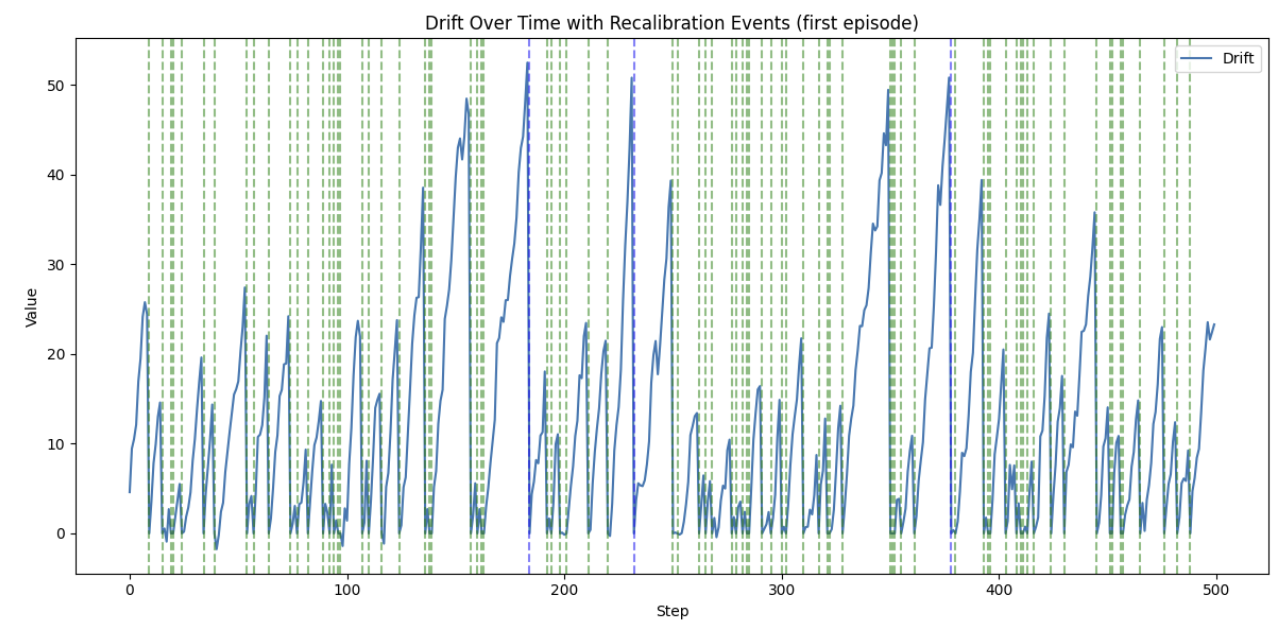 Drift Over Time with Recalibration Events (first episode)
Drift
Value
50
40
30
20
10
0
0 100 200 300 400 500
Step